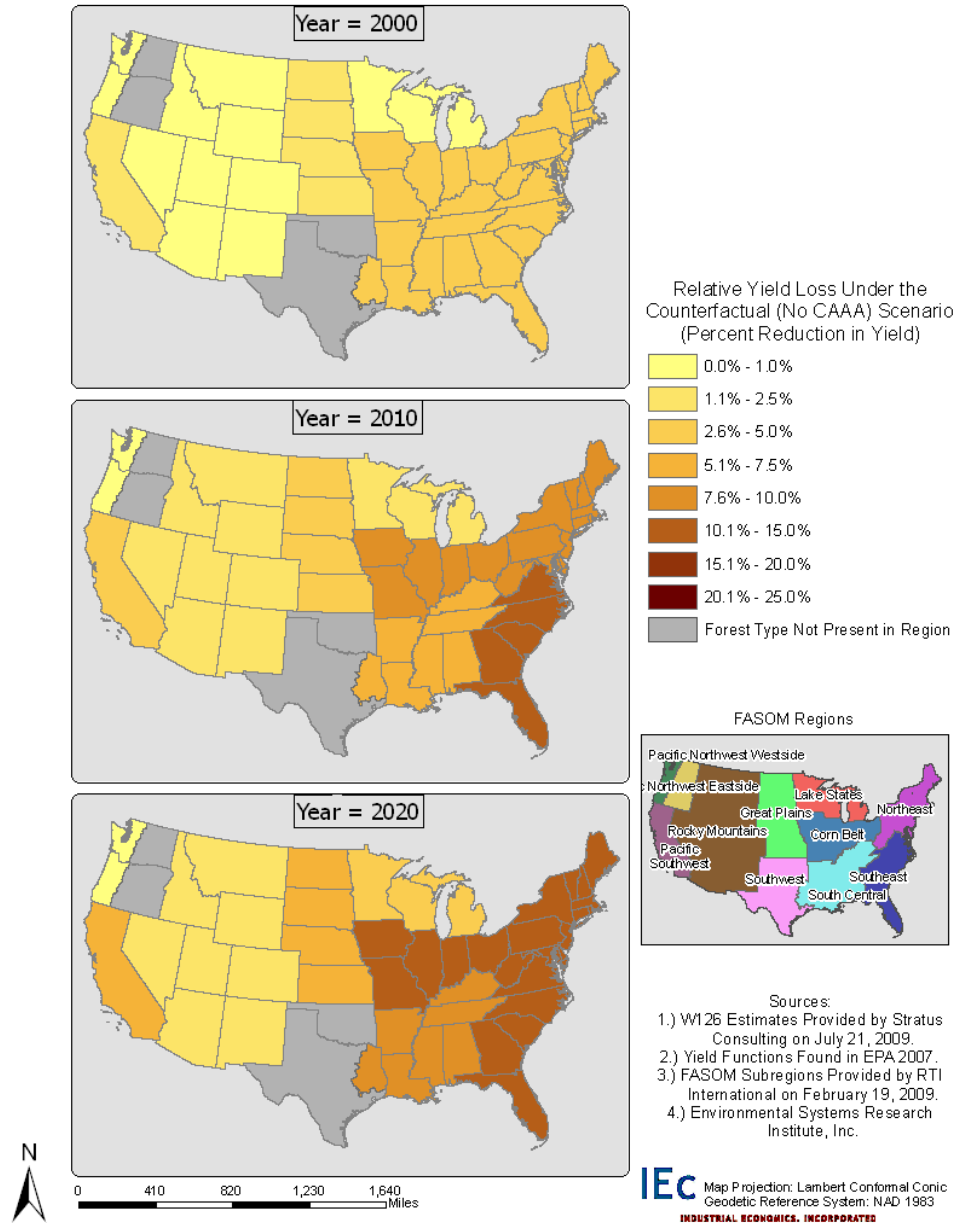 Year = 2000
Year = 2010
Year = 2020
Relative Yield Loss Under the
Counterfactual (No CAAA) Scenario
(Percent Reduction in Yield)
0.0% - 1.0%
1.1% - 2.5%
2.6% - 5.0%
5.1% - 7.5%
7.6% - 10.0%
10.1% - 15.0%
15.1% - 20.0%
20.1% - 25.0%
Forest Type Not Present in Region
FASOM Regions
Pacific Northwest Westside
c Northwest Eastside
Lake States
Great Plains
Northeast
Rocky Mountains
Corn Belt
Pacific
Southwest
Southwest
Southeast
South Central
Sources:
1.) W126 Estimates Provided by Stratus
Consulting on July 21, 2009.
2.) Yield Functions Found in EPA 2007.
3.) FASOM Subregions Provided by RTI
International on February 19, 2009.
4.) Environmental Systems Research
Institute, Inc.
N
0 410 820 1,230 1,640
Miles
IEc
Map Projection: Lambert Conformal Conic
Geodetic Reference System: NAD 1983
INDUSTRIAL ECONOMICS, INCORPORATED